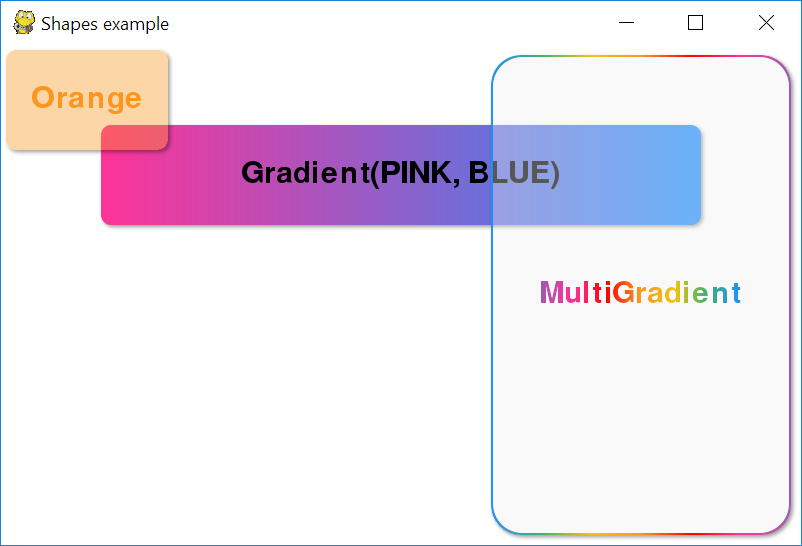 Shapes example
Orange
Gradient(PINK, BLUE)
MultiGradient